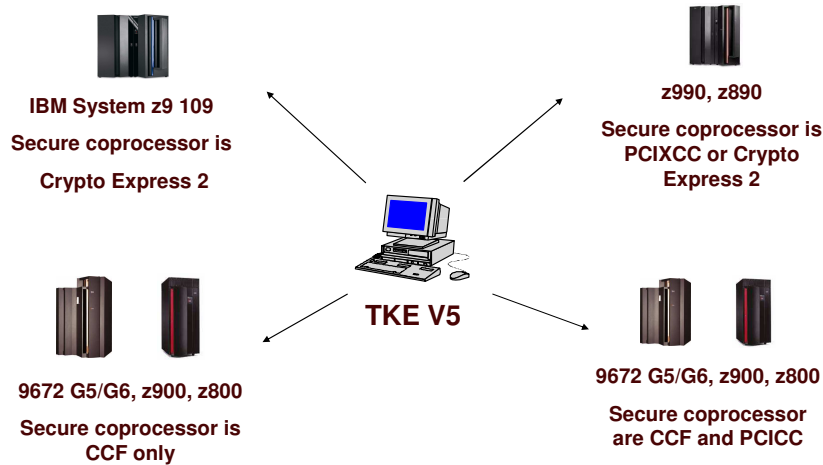 IBM System z9 109
Secure coprocessor is
Crypto Express 2
z990, z890
Secure coprocessor is
PCIXCC or Crypto
Express 2
TKE V5
9672 G5/G6, z900, z800
Secure coprocessor is
CCF only
9672 G5/G6, z900, z800
Secure coprocessor
are CCF and PCICC